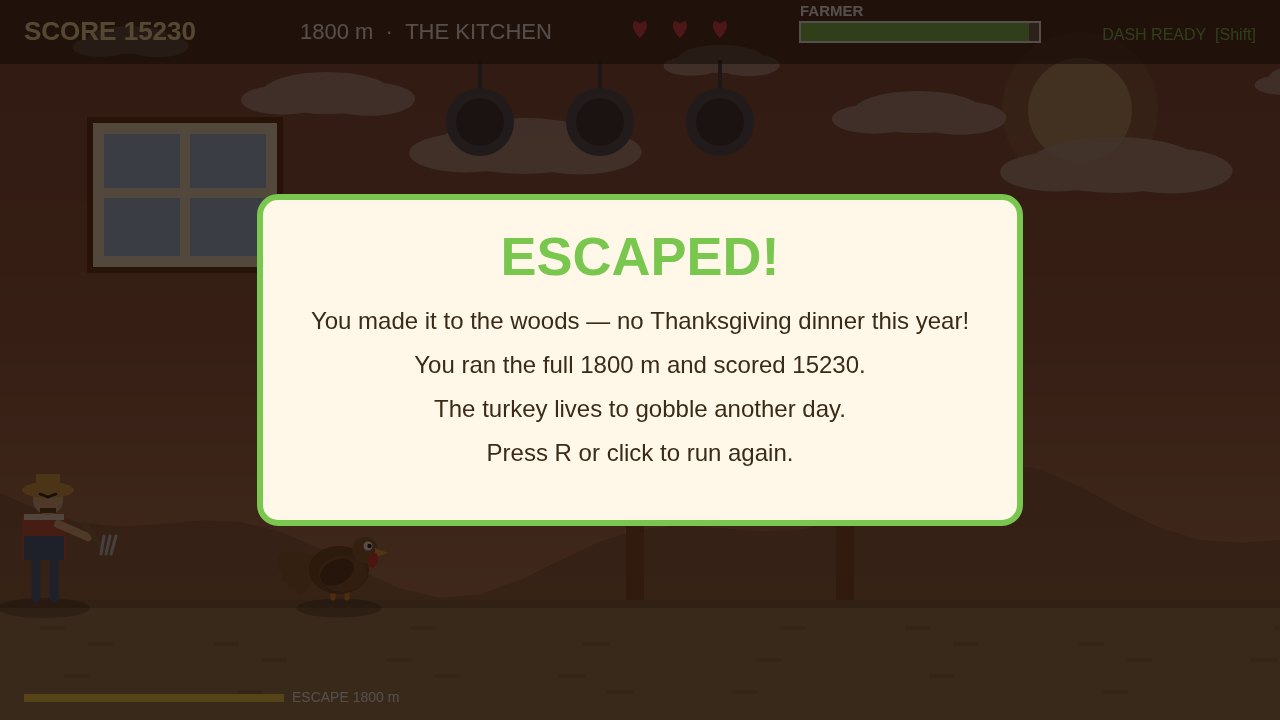 SCORE 15230
1800 m · THE KITCHEN
FARMER
DASH READY [Shift]
ESCAPED!
You made it to the woods — no Thanksgiving dinner this year!
You ran the full 1800 m and scored 15230.
The turkey lives to gobble another day.
Press R or click to run again.
ESCAPE 1800 m